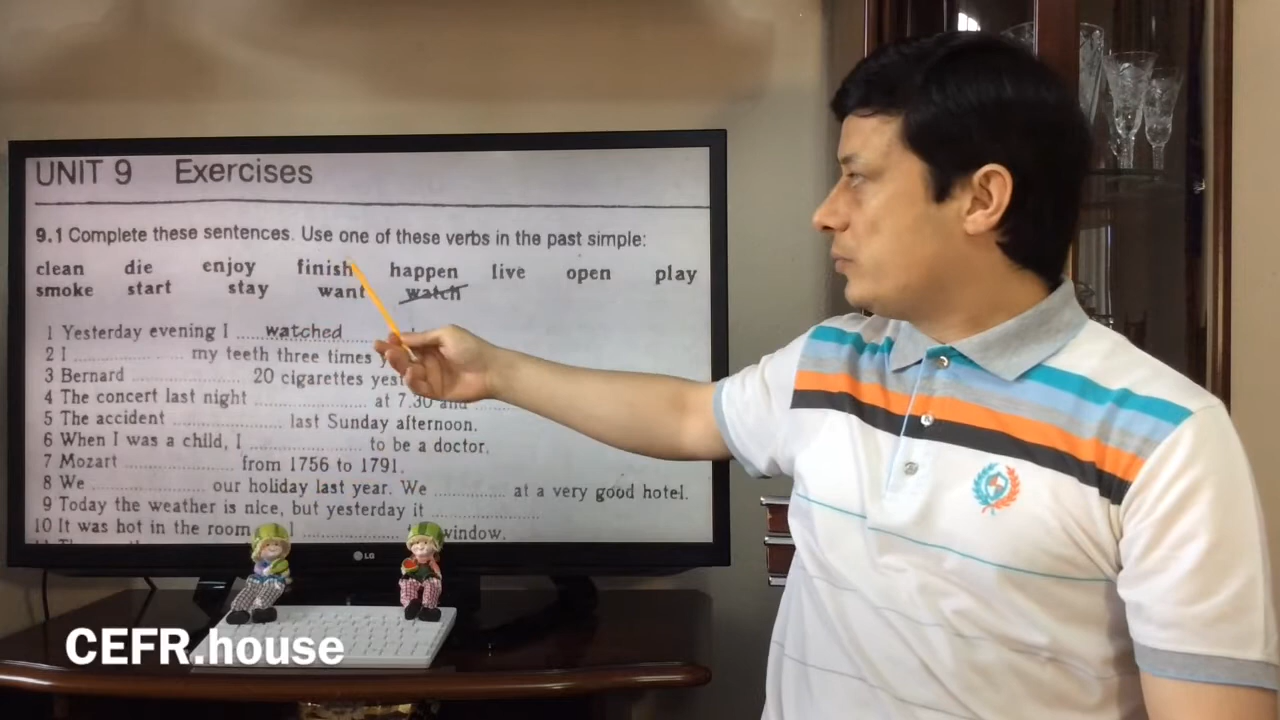 UNIT 9 Exercises
9.1 Complete these sentences. Use one of these verbs in the past simple:
clean die enjoy finish happen live open play
smoke start stay want watch
1 Yesterday evening I ... watched
2 I .................... my teeth three times
3 Bernard .................... 20 cigarettes
4 The concert last night .................... at 7.30 and
5 The accident .................... last Sunday afternoon.
6 When I was a child, I .................... to be a doctor.
7 Mozart .................... from 1756 to 1791.
8 We .................... our holiday last year. We .................... at a very good hotel.
9 Today the weather is nice, but yesterday it ....................
10 It was hot in the room .................... window.
LG
CEFR.house